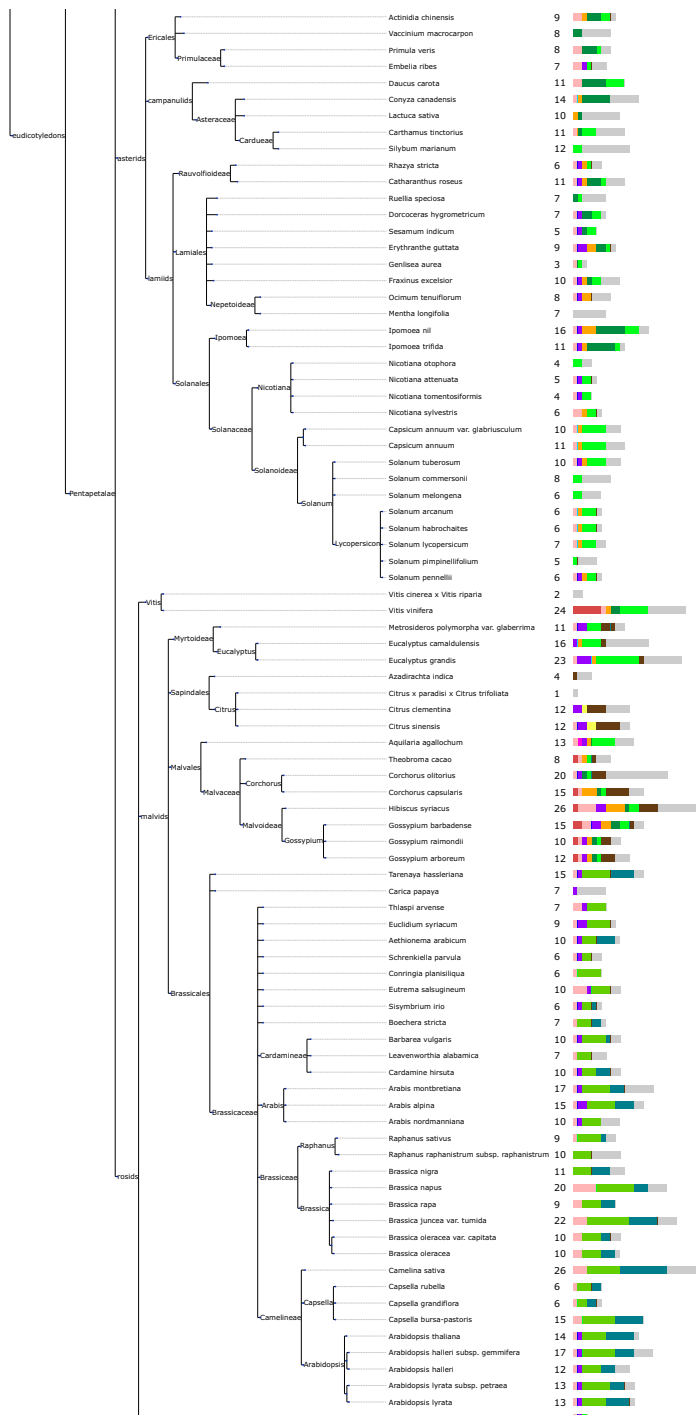 Actinidia chinensis 9
Ericales
Vaccinium macrocarpon 8
Primula veris 8
Primulaceae
Embelia ribes 7
Daucus carota 11
campanulids
Conyza canadensis 14
Lactuca sativa 10
Asteraceae
Carthamus tinctorius 11
eudicotyledons
Cardueae
Silybum marianum 12
asterids
Rhazya stricta 6
Rauvolfioideae
Catharanthus roseus 11
Ruellia speciosa 7
Dorcoceras hygrometricum 7
Sesamum indicum 5
Erythranthe guttata 9
Lamiales
Genlisea aurea 3
lamiids
Fraxinus excelsior 10
Ocimum tenuiflorum 8
Nepetoideae
Mentha longifolia 7
Ipomoea nil 16
Ipomoea
Ipomoea trifida 11
Nicotiana otophora 4
Solanales
Nicotiana attenuata 5
Nicotiana
Nicotiana tomentosiformis 4
Nicotiana sylvestris 6
Solanaceae
Capsicum annuum var. glabriusculum 10
Capsicum annuum 11
Solanum tuberosum 10
Solanoideae
Solanum commersonii 8
Pentapetalae
Solanum melongena 6
Solanum
Solanum arcanum 6
Solanum habrochaites 6
Lycopersicon
Solanum lycopersicum 7
Solanum pimpinellifolium 5
Solanum pennellii 6
Vitis cinerea x Vitis riparia 2
Vitis
Vitis vinifera 24
Metrosideros polymorpha var. glaberrima 11
Myrtoideae
Eucalyptus camaldulensis 16
Eucalyptus
Eucalyptus grandis 23
Azadirachta indica 4
Sapindales
Citrus x paradisi x Citrus trifoliata 1
Citrus
Citrus clementina 12
Citrus sinensis 12
Aquilaria agallochum 13
Theobroma cacao 8
Malvales
Corchorus olitorius 20
Corchorus
Corchorus capsularis 15
Malvaceae
Hibiscus syriacus 26
malvids
Malvoideae
Gossypium barbadense 15
Gossypium
Gossypium raimondii 10
Gossypium arboreum 12
Tarenaya hassleriana 15
Carica papaya 7
Thlaspi arvense 7
Euclidium syriacum 9
Aethionema arabicum 10
Schrenkiella parvula 6
Conringia planisiliqua 6
Eutrema salsugineum 10
Brassicales
Sisymbrium irio 6
Boechera stricta 7
Barbarea vulgaris 10
Cardamineae
Leavenworthia alabamica 7
Cardamine hirsuta 10
Arabis montbretiana 17
Arabis
Arabis alpina 15
Brassicaceae
Arabis nordmanniana 10
Raphanus sativus 9
Raphanus
Raphanus raphanistrum subsp. raphanistrum 10
Brassica nigra 11
Brassiceae
rosids
Brassica napus 20
Brassica rapa 9
Brassica
Brassica juncea var. tumida 22
Brassica oleracea var. capitata 10
Brassica oleracea 10
Camelina sativa 26
Capsella rubella 6
Capsella
Capsella grandiflora 6
Camelineae
Capsella bursa-pastoris 15
Arabidopsis thaliana 14
Arabidopsis halleri subsp. gemmifera 17
Arabidopsis
Arabidopsis halleri 12
Arabidopsis lyrata subsp. petraea 13
Arabidopsis lyrata 13